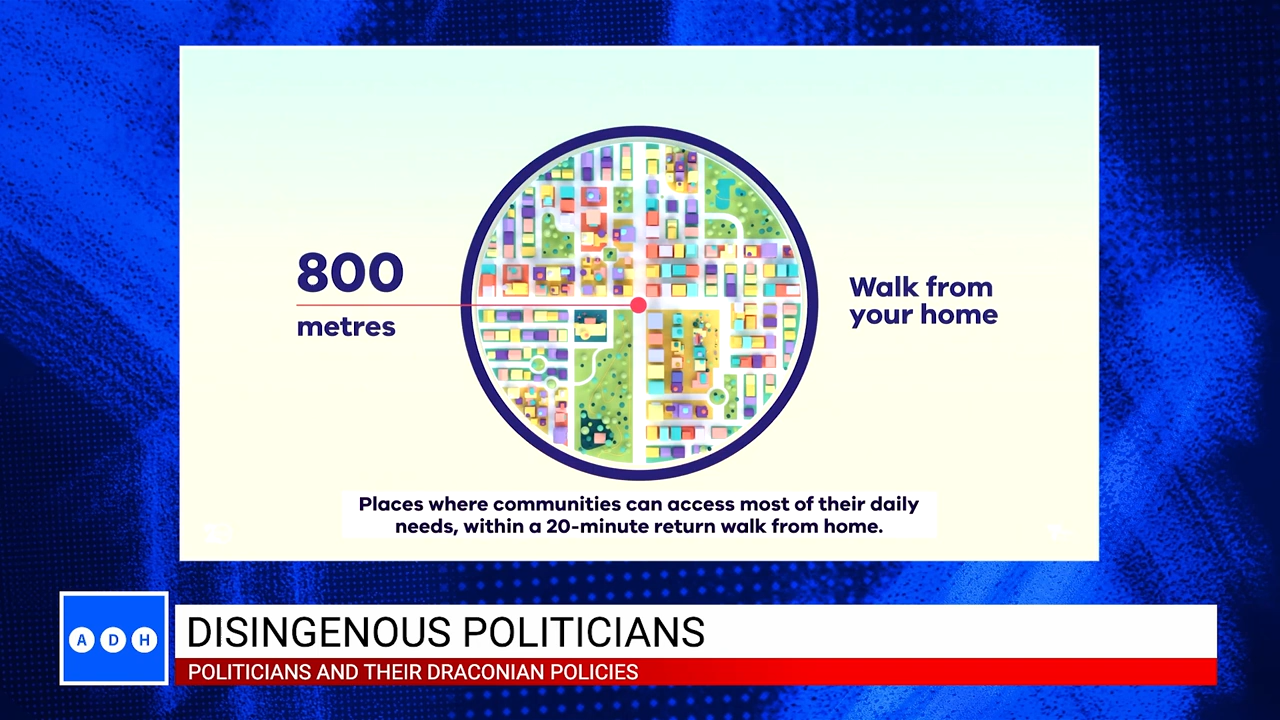 800
metres
Walk from
your home
Places where communities can access most of their daily
needs, within a 20-minute return walk from home.
A D H
DISINGENOUS POLITICIANS
POLITICIANS AND THEIR DRACONIAN POLICIES